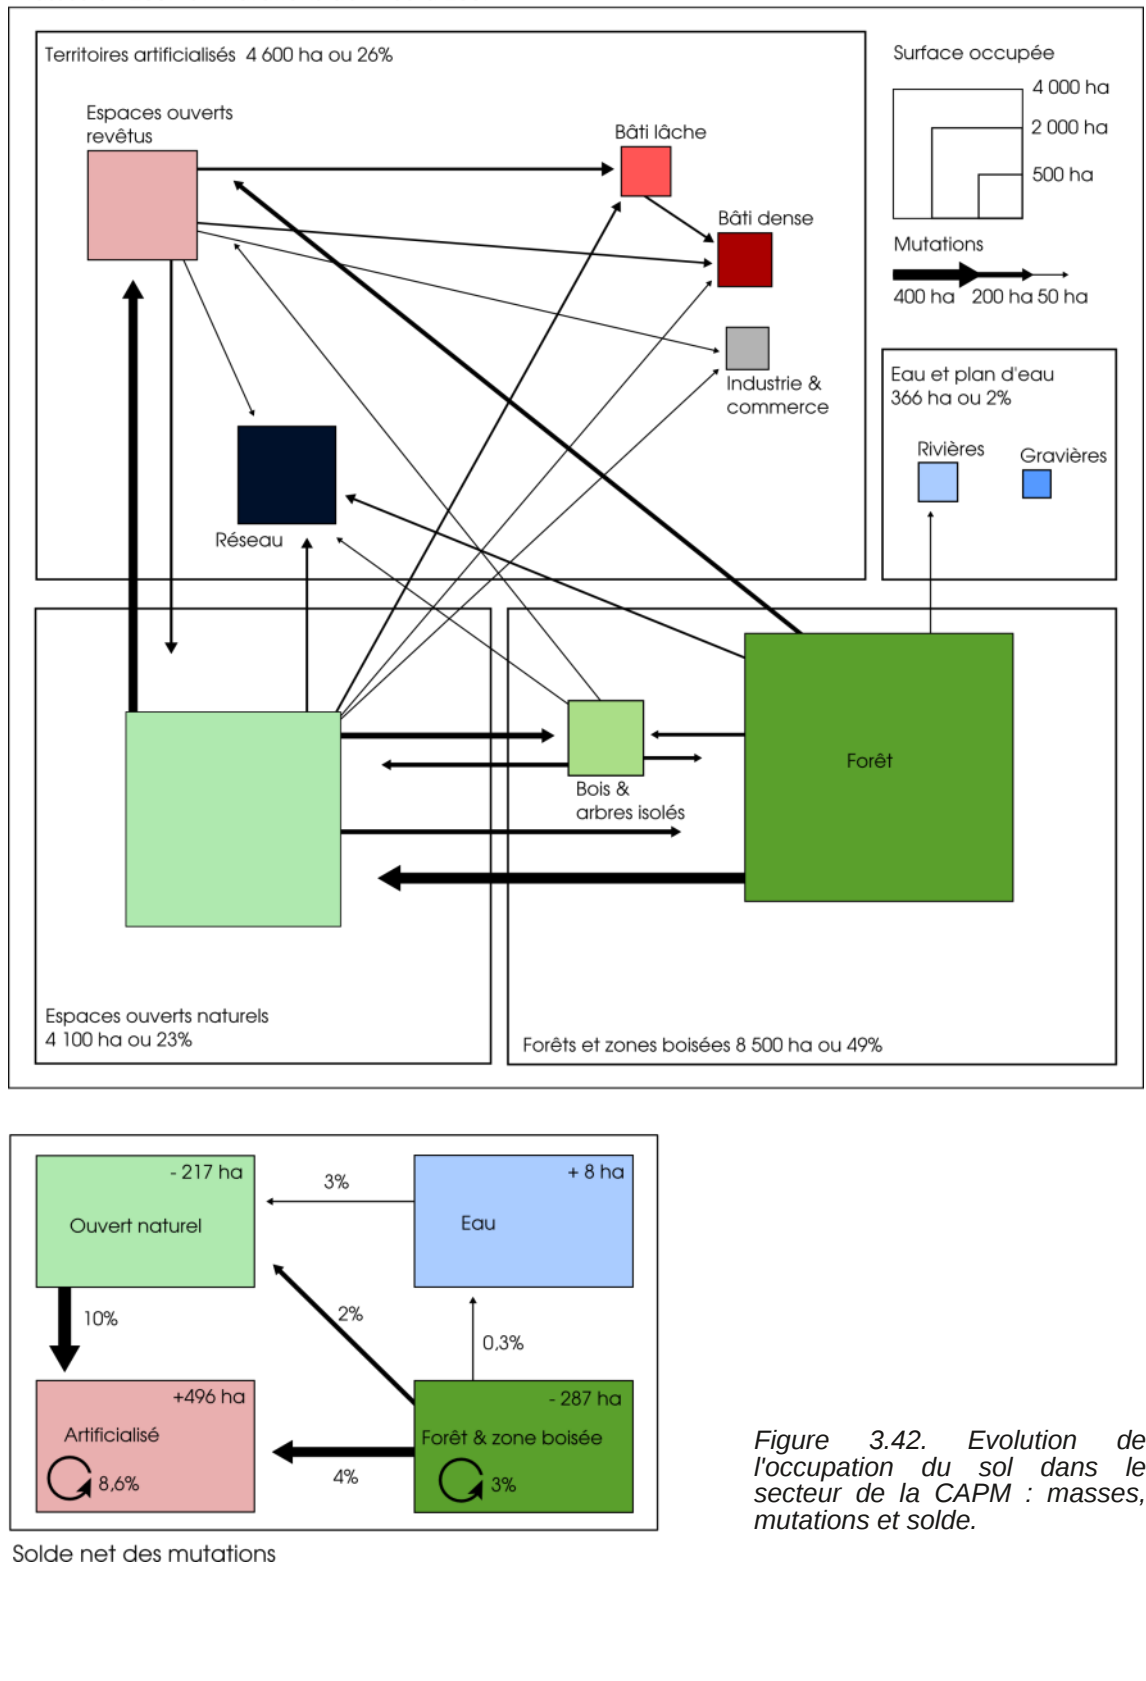 Territoires artificialisés 4 600 ha ou 26%
Espaces ouverts
revêtus
Bâti lâche
Bâti dense
Industrie &
commerce
Réseau
Surface occupée
4 000 ha
2 000 ha
500 ha
Mutations
400 ha 200 ha 50 ha
Eau et plan d'eau
366 ha ou 2%
Rivières
Gravières
Bois &
arbres isolés
Forêt
Espaces ouverts naturels
4 100 ha ou 23%
Forêts et zones boisées 8 500 ha ou 49%
- 217 ha
Ouvert naturel
3%
+ 8 ha
Eau
10%
2%
0,3%
+496 ha
Artificialisé
8,6%
4%
- 287 ha
Forêt & zone boisée
3%
Solde net des mutations
Figure 3.42. Evolution de
l'occupation du sol dans le
secteur de la CAPM : masses,
mutations et solde.